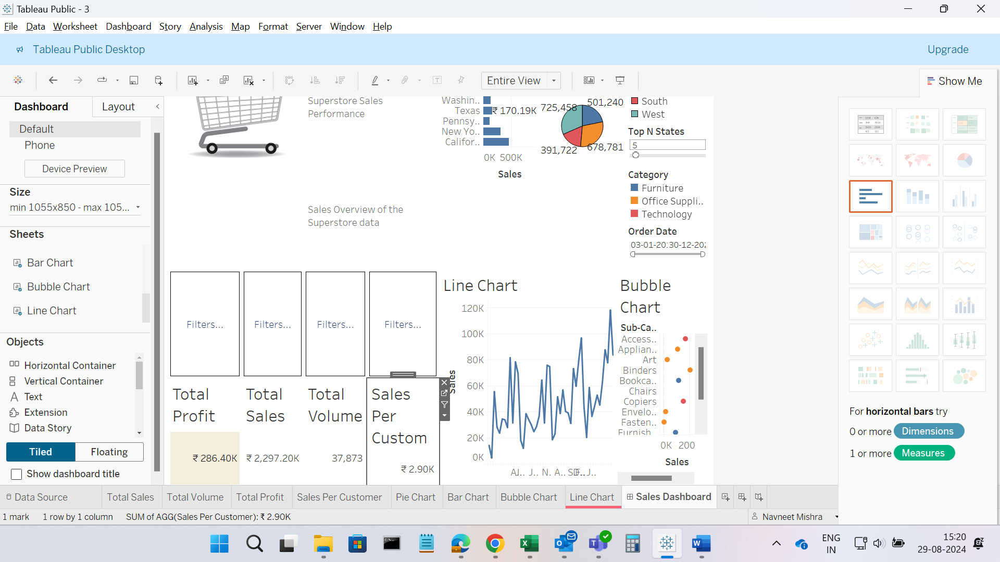 Tableau Public - 3
File Data Worksheet Dashboard Story Analysis Map Format Server Window Help
Tableau Public Desktop
Upgrade
Entire View
Show Me
Dashboard
Layout
Default
Phone
Device Preview
Size
min 1055x850 - max 105...
Sheets
Bar Chart
Bubble Chart
Line Chart
Objects
Horizontal Container
Vertical Container
Text
Extension
Data Story
Tiled
Floating
Show dashboard title
Superstore Sales
Performance
Sales Overview of the
Superstore data
Washin..
Texas
Pennsy..
New Yo..
Califor..
₹ 170.19K
0K 500K
Sales
725,458
501,240
391,722
678,781
South
West
Top N States
5
Category
Furniture
Office Suppli..
Technology
Order Date
Filters...
Filters...
Filters...
Filters...
Total
Profit
₹ 286.40K
Total
Sales
₹ 2,297.20K
Total
Volume
37,873
Sales
Per
Custom
₹ 2.90K
Line Chart
120K
100K
80K
60K
40K
20K
0K
Sales
J.. N. A..
J..
Bubble
Chart
Sub-Ca..
Access..
Applian..
Art
Binders
Bookca..
Chairs
Copiers
Envelo..
Fasten..
Furnish
0K 200
Sales
For horizontal bars try
0 or more Dimensions
1 or more Measures
Data Source
Total Sales
Total Volume
Total Profit
Sales Per Customer
Pie Chart
Bar Chart
Bubble Chart
Line Chart
Sales Dashboard
1 mark
1 row by 1 column
SUM of AGG(Sales Per Customer): ₹ 2.90K
Navneet Mishra
ENG
IN
15:20
29-08-2024